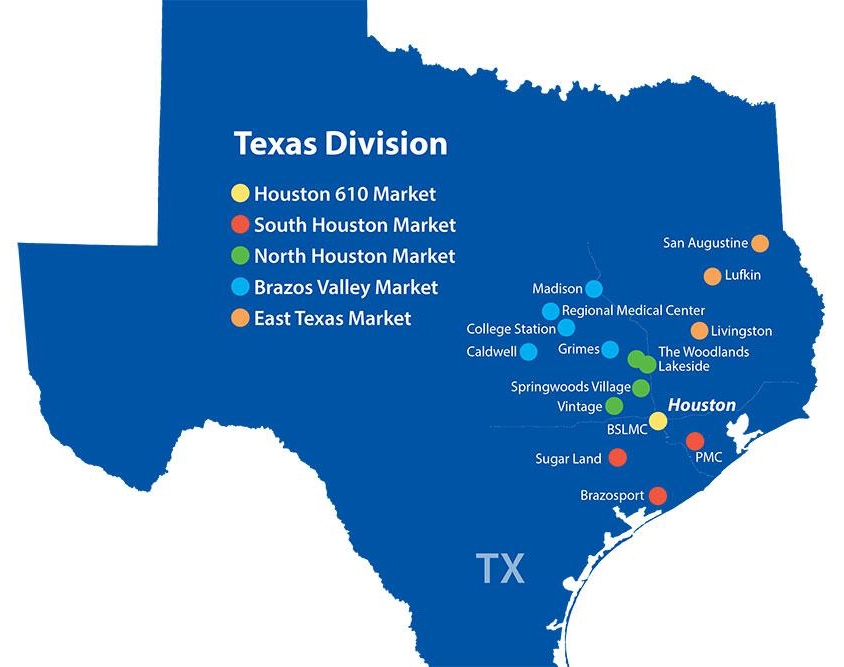 Texas Division
Houston 610 Market
South Houston Market
North Houston Market
Brazos Valley Market
East Texas Market
San Augustine
Lufkin
Madison
Regional Medical Center
College Station
Livingston
Caldwell
Grimes
The Woodlands
Lakeside
Springwoods Village
Vintage
Houston
BSLMC
PMC
Sugar Land
Brazosport
TX